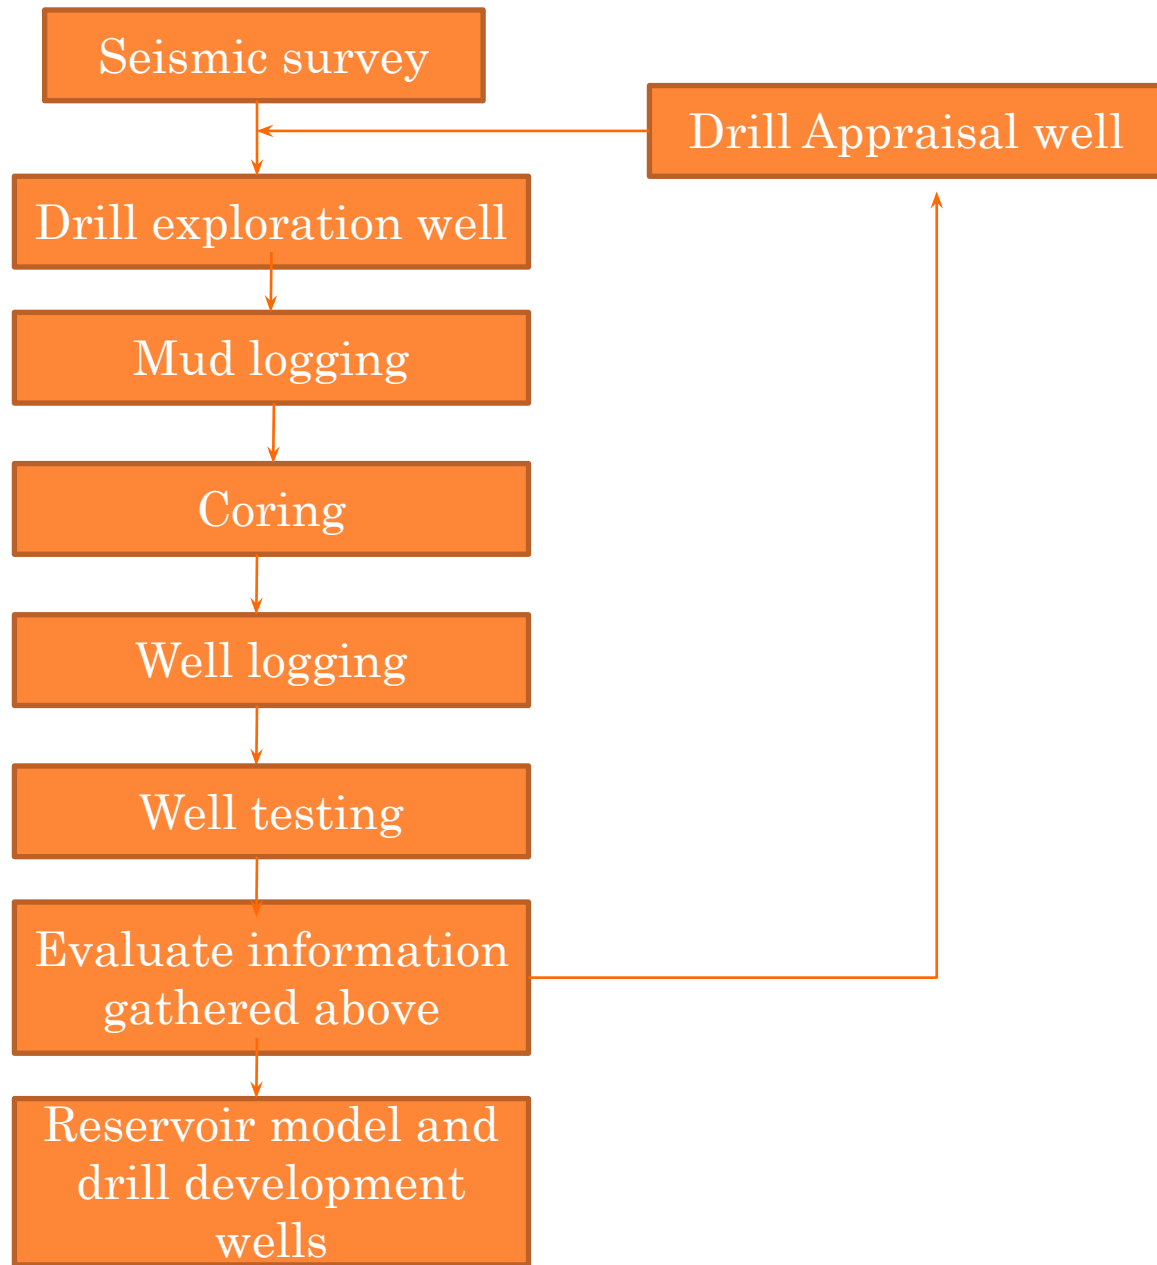 Seismic survey
Drill Appraisal well
Drill exploration well
Mud logging
Coring
Well logging
Well testing
Evaluate information
gathered above
Reservoir model and
drill development
wells